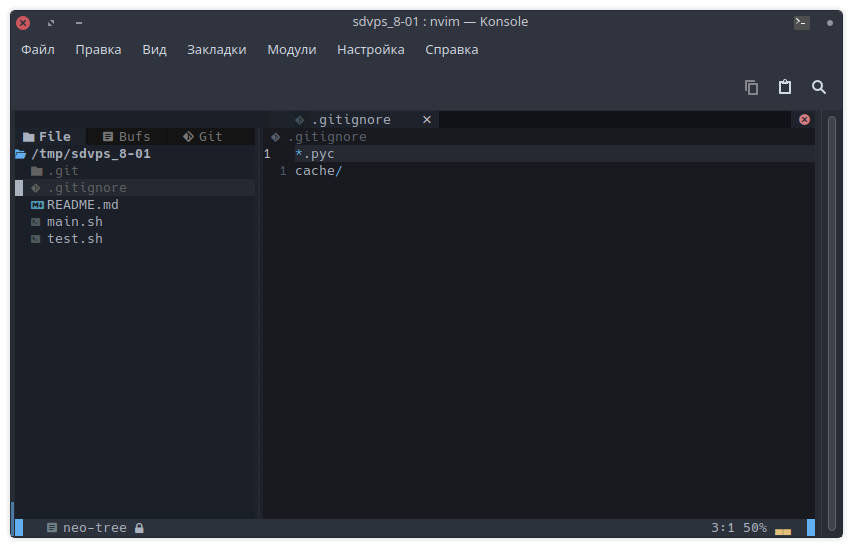 sdvps_8-01 : nvim — Konsole
Файл Правка Вид Закладки Модули Настройка Справка
.gitignore ×
File Bufs Git
.gitignore
/tmp/sdvps_8-01
1 *.pyc
.git
1 cache/
.gitignore
README.md
main.sh
test.sh
neo-tree 3:1 50%